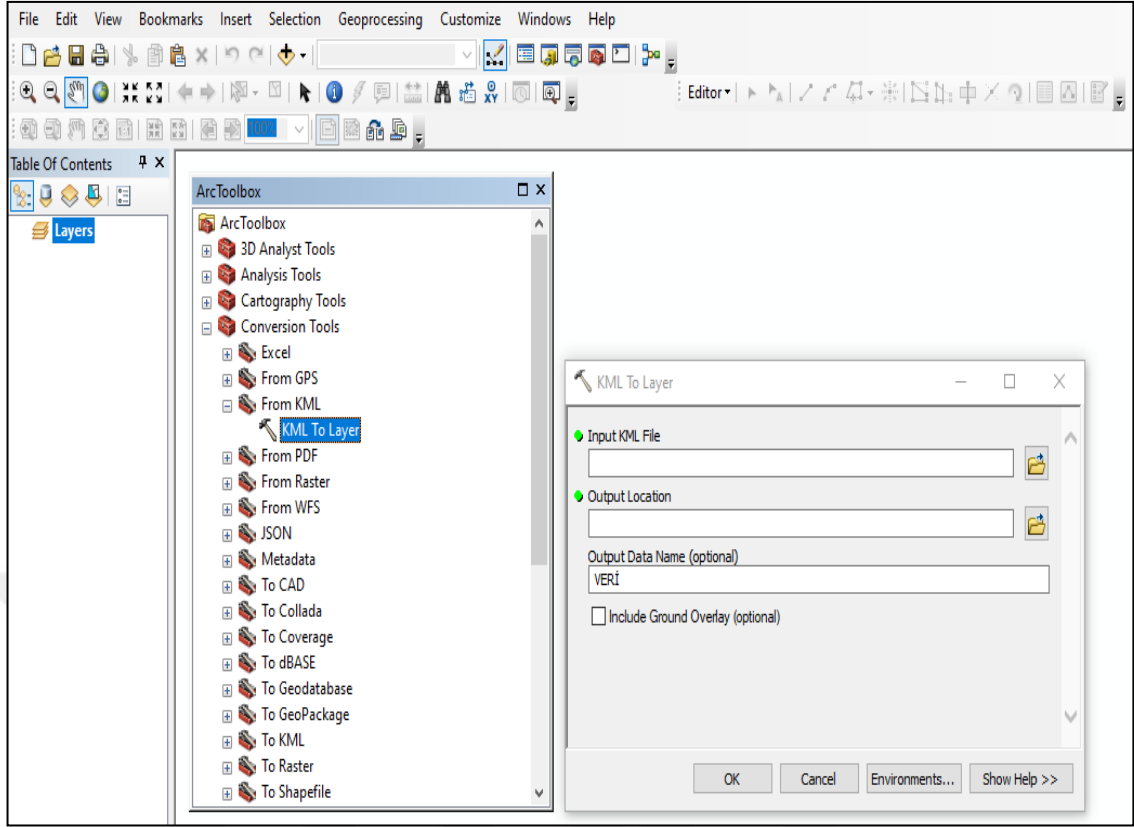 File Edit View Bookmarks Insert Selection Geoprocessing Customize Windows Help
Editor
100%
Table Of Contents
Layers
ArcToolbox
ArcToolbox
3D Analyst Tools
Analysis Tools
Cartography Tools
Conversion Tools
Excel
From GPS
From KML
KML To Layer
From PDF
From Raster
From WFS
JSON
Metadata
To CAD
To Collada
To Coverage
To dBASE
To Geodatabase
To GeoPackage
To KML
To Raster
To Shapefile
KML To Layer
Input KML File
Output Location
Output Data Name (optional)
VERİ
Include Ground Overlay (optional)
OK Cancel Environments... Show Help >>